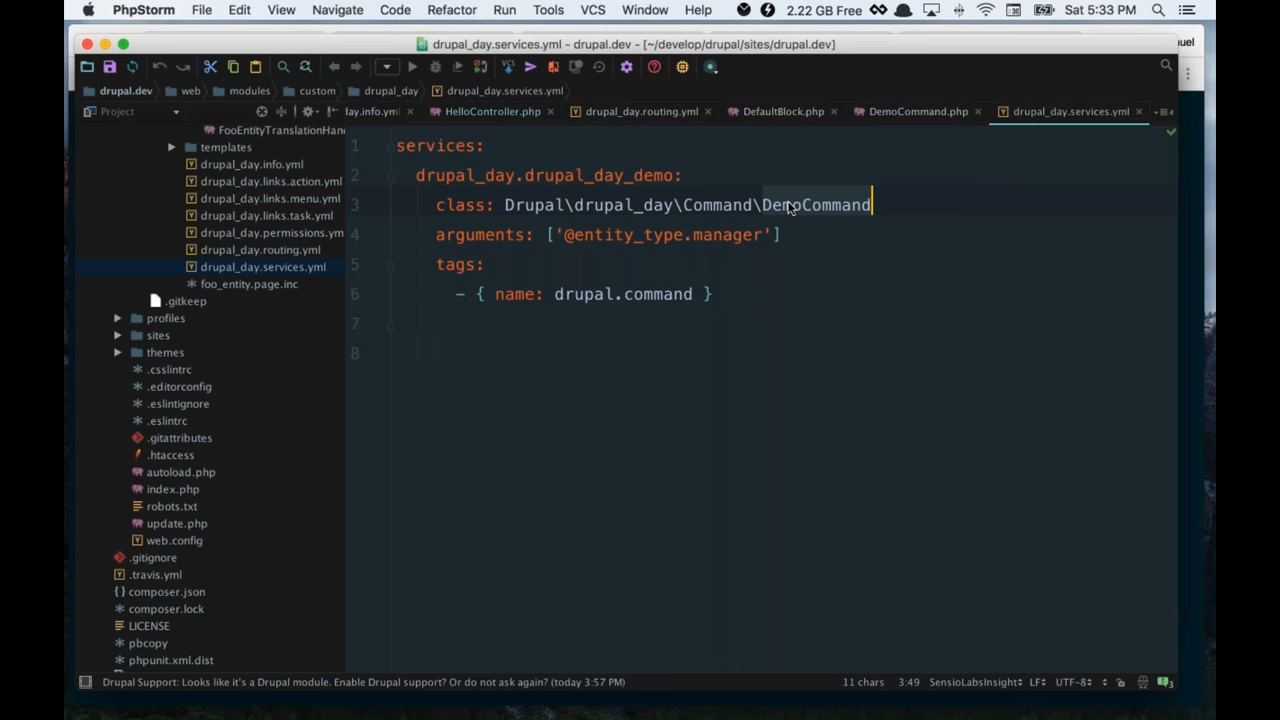 PhpStorm File Edit View Navigate Code Refactor Run Tools VCS Window Help 2.22 GB Free Sat 5:33 PM
drupal_day.services.yml - drupal.dev - [~/develop/drupal/sites/drupal.dev]
uel
drupal.dev web modules custom drupal_day drupal_day.services.yml
Project
day.info.yml HelloController.php drupal_day.routing.yml DefaultBlock.php DemoCommand.php drupal_day.services.yml
FooEntityTranslationHan
templates
drupal_day.info.yml
drupal_day.links.action.yml
drupal_day.links.menu.yml
drupal_day.links.task.yml
drupal_day.permissions.ym
drupal_day.routing.yml
drupal_day.services.yml
foo_entity.page.inc
.gitkeep
profiles
sites
themes
.csslintrc
.editorconfig
.eslintignore
.eslintrc
.gitattributes
.htaccess
autoload.php
index.php
robots.txt
update.php
web.config
.gitignore
.travis.yml
composer.json
composer.lock
LICENSE
pbcopy
phpunit.xml.dist
1 services:
2 drupal_day.drupal_day_demo:
3 class: Drupal\drupal_day\Command\DemoCommand
4 arguments: ['@entity_type.manager']
5 tags:
6 - { name: drupal.command }
7
8
Drupal Support: Looks like it's a Drupal module. Enable Drupal support? Or do not ask again? (today 3:57 PM) 11 chars 3:49 SensioLabsInsight LF UTF-8 3